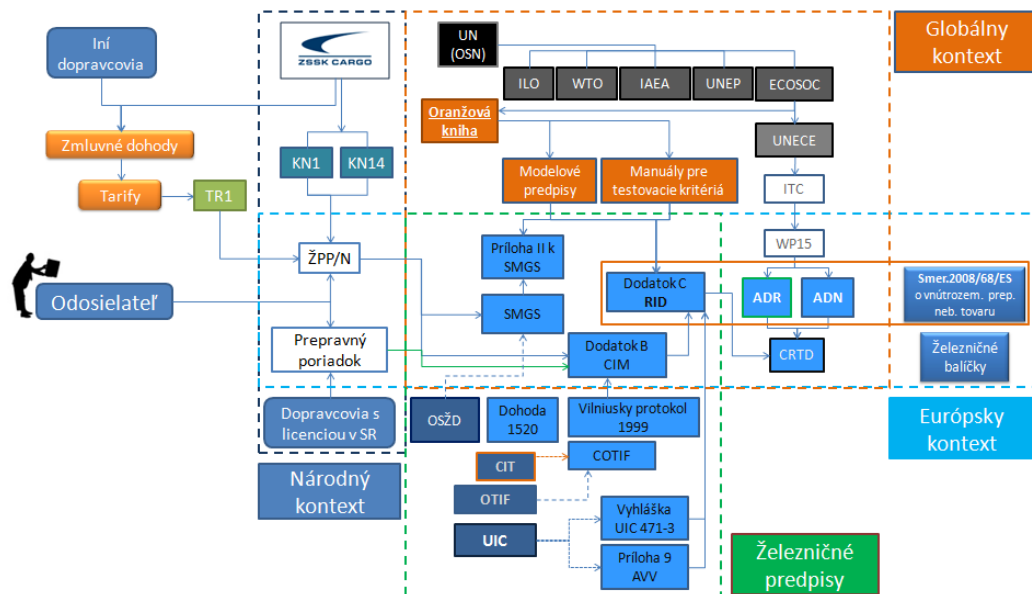 Iní
dopravcovia
ZSSK CARGO
UN
(OSN)
Globálny
kontext
ILO
WTO
IAEA
UNEP
ECOSOC
Oranžová
kniha
UNECE
Zmluvné dohody
KN1
KN14
Modelové
predpisy
Manuály pre
testovacie kritériá
ITC
Tarify
TR1
WP15
ŽPP/N
Príloha II k
SMGS
Dodatok C
RID
ADR
ADN
Smer.2008/68/ES
o vnútrozem. prep.
neb. tovaru
Odosielateľ
SMGS
Prepravný
poriadok
Dodatok B
CIM
CRTD
Železničné
balíčky
Dopravcovia s
licenciou v SR
OSŽD
Dohoda
1520
Vilniusky protokol
1999
Európsky
kontext
Národný
kontext
CIT
COTIF
OTIF
UIC
Vyhláška
UIC 471-3
Príloha 9
AVV
Železničné
predpisy